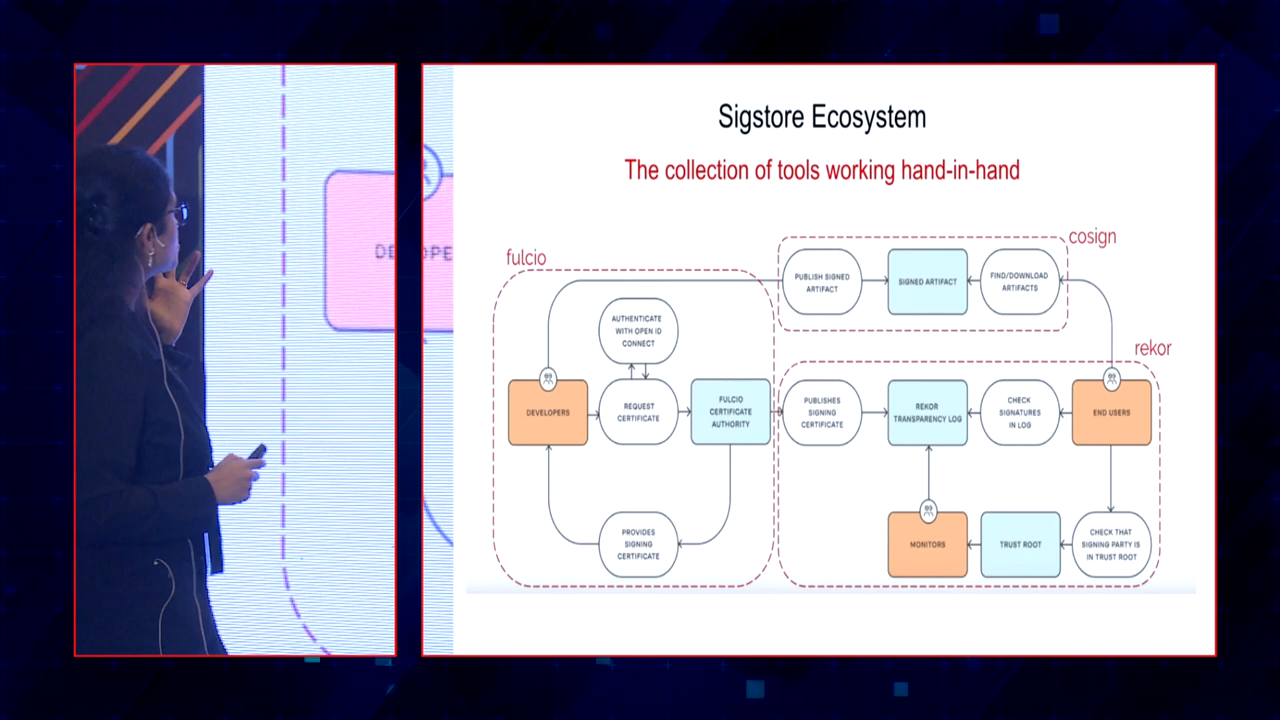 Sigstore Ecosystem
The collection of tools working hand-in-hand
fulcio
cosign
PUBLISH SIGNED
ARTIFACT
SIGNED ARTIFACT
FIND/DOWNLOAD
ARTIFACTS
AUTHENTICATE
WITH OPEN ID
CONNECT
rekor
DEVELOPERS
REQUEST
CERTIFICATE
FULCIO
CERTIFICATE
AUTHORITY
PUBLISHES
SIGNING
CERTIFICATE
REKOR
TRANSPARENCY LOG
CHECK
SIGNATURES
IN LOG
END USERS
PROVIDES
SIGNING
CERTIFICATE
MONITORS
TRUST ROOT
CHECK THAT
SIGNING PARTY IS
IN TRUST ROOT